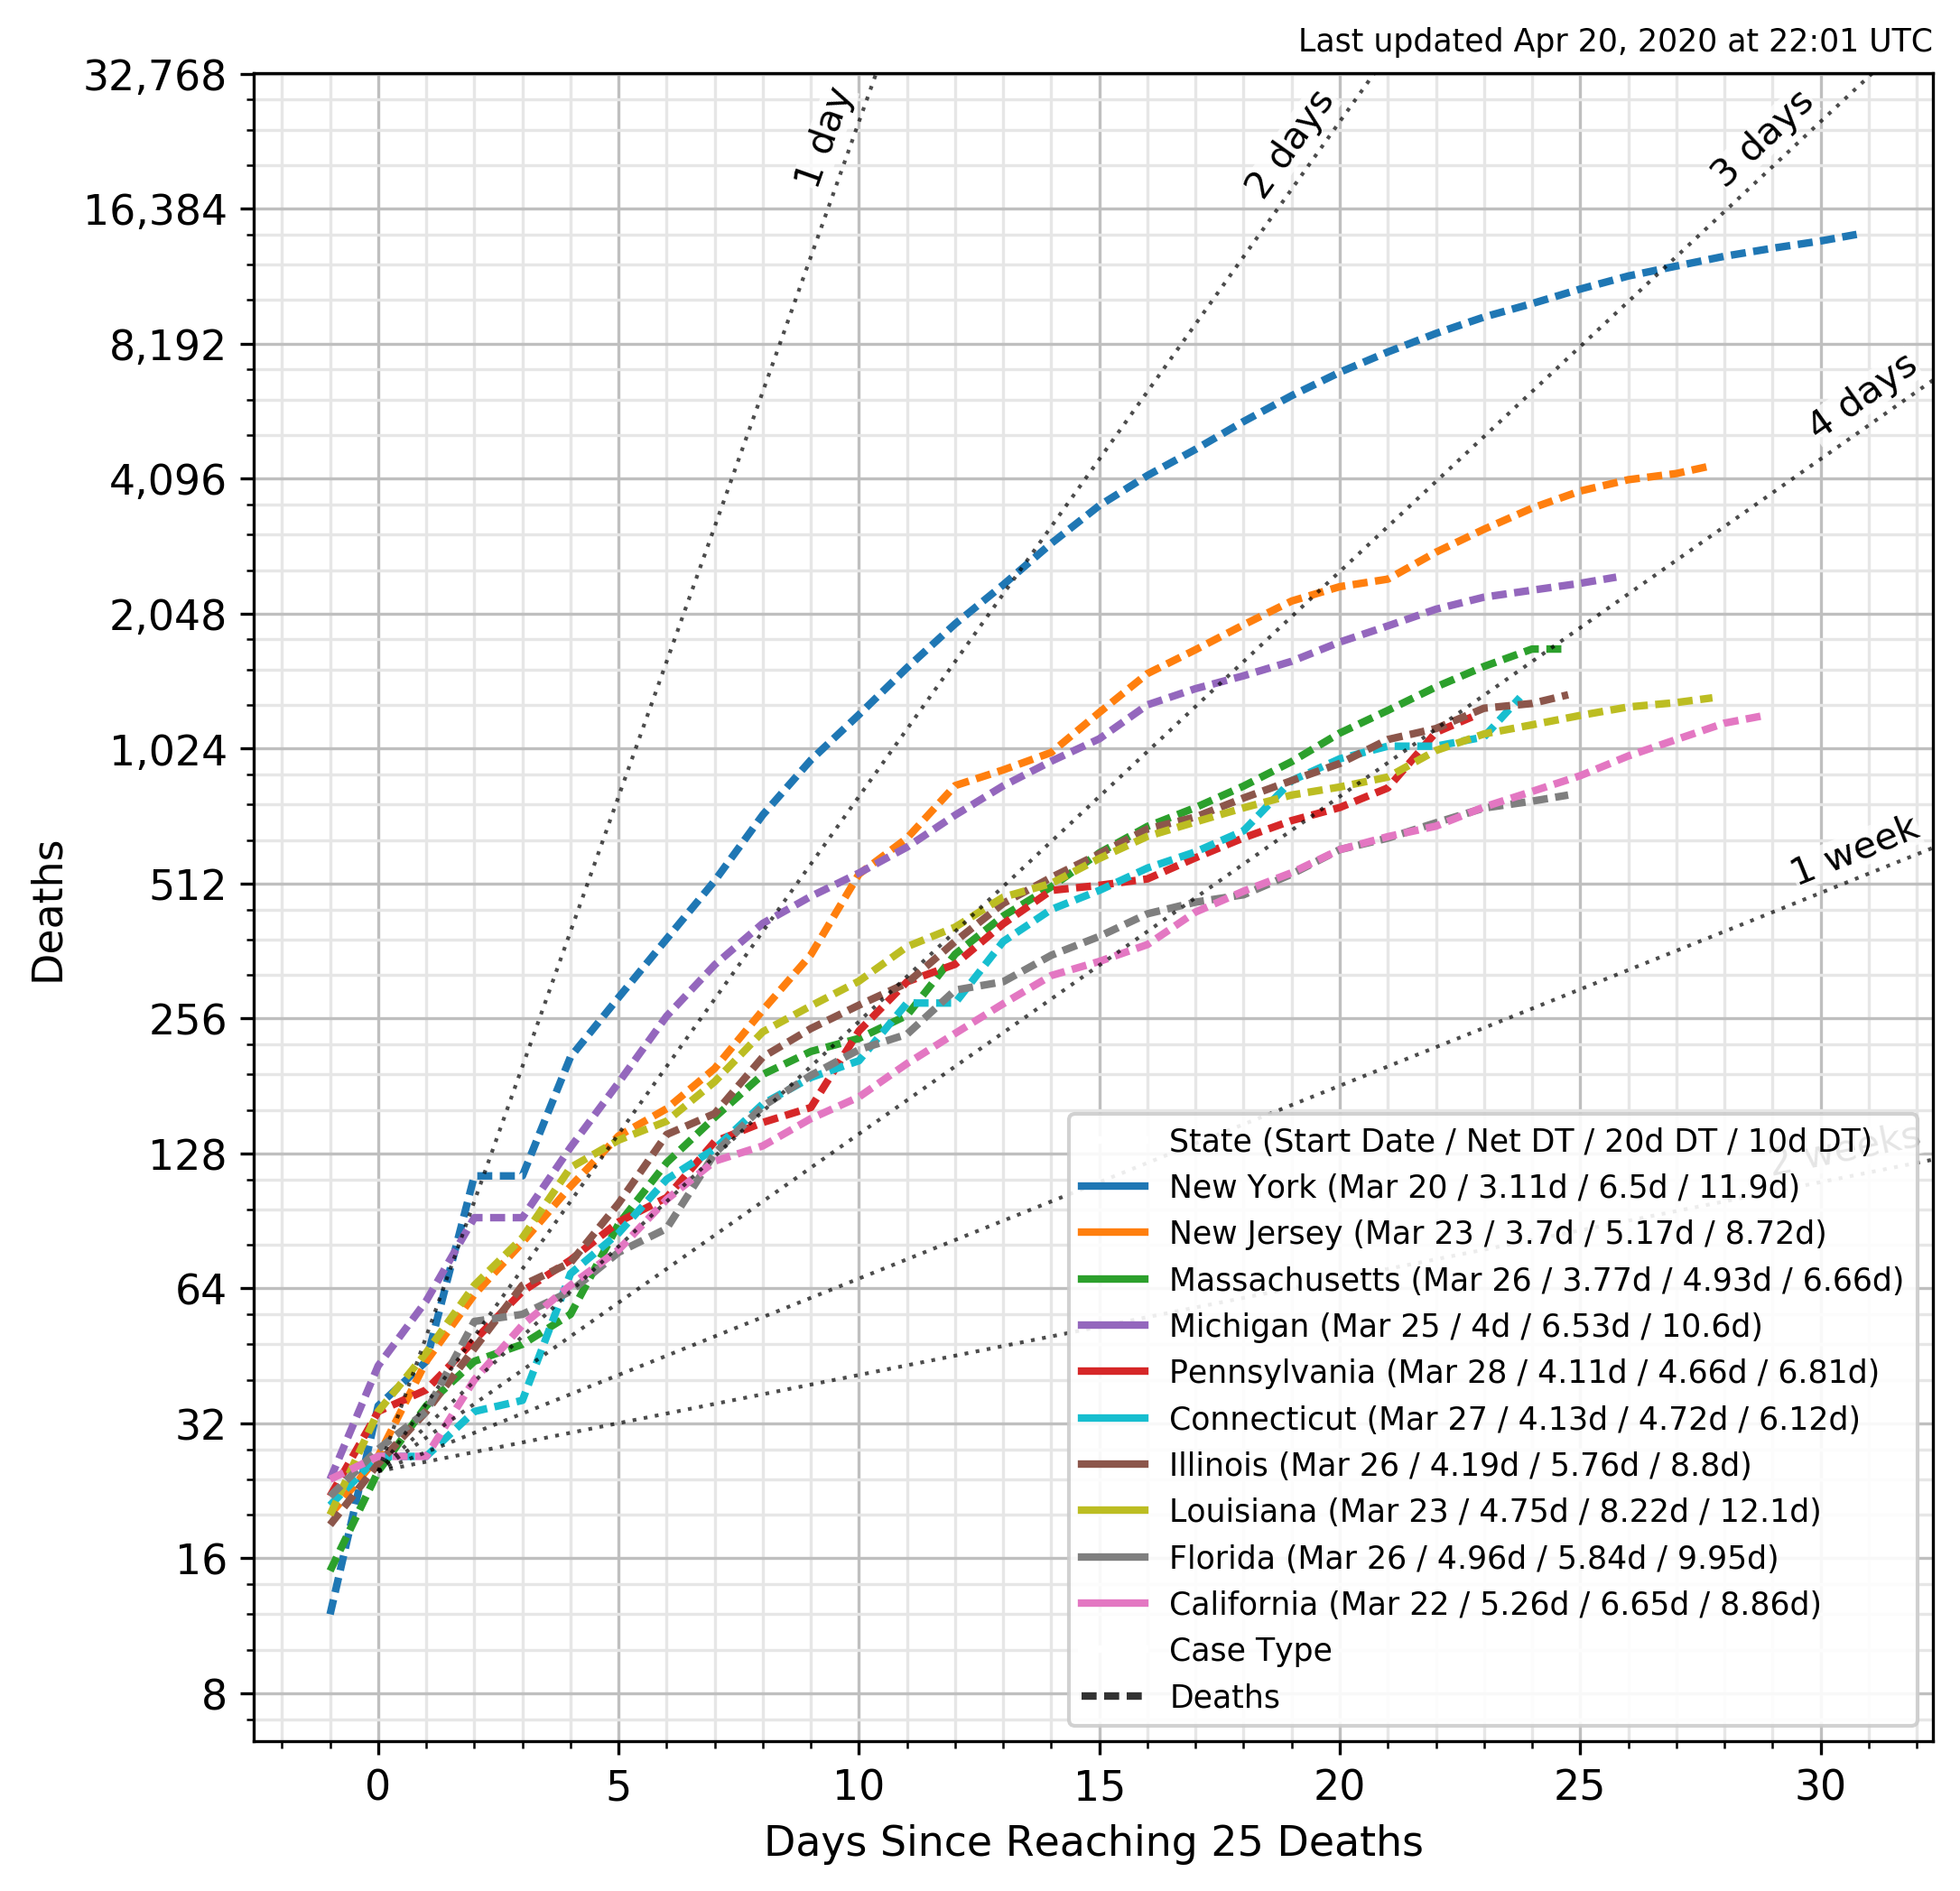 Last updated Apr 20, 2020 at 22:01 UTC
32,768
16,384
8,192
4,096
2,048
1,024
512
256
128
64
32
16
8
Deaths
1 day
2 days
3 days
4 days
1 week
2 weeks
State (Start Date / Net DT / 20d DT / 10d DT)
New York (Mar 20 / 3.11d / 6.5d / 11.9d)
New Jersey (Mar 23 / 3.7d / 5.17d / 8.72d)
Massachusetts (Mar 26 / 3.77d / 4.93d / 6.66d)
Michigan (Mar 25 / 4d / 6.53d / 10.6d)
Pennsylvania (Mar 28 / 4.11d / 4.66d / 6.81d)
Connecticut (Mar 27 / 4.13d / 4.72d / 6.12d)
Illinois (Mar 26 / 4.19d / 5.76d / 8.8d)
Louisiana (Mar 23 / 4.75d / 8.22d / 12.1d)
Florida (Mar 26 / 4.96d / 5.84d / 9.95d)
California (Mar 22 / 5.26d / 6.65d / 8.86d)
Case Type
Deaths
0 5 10 15 20 25 30
Days Since Reaching 25 Deaths